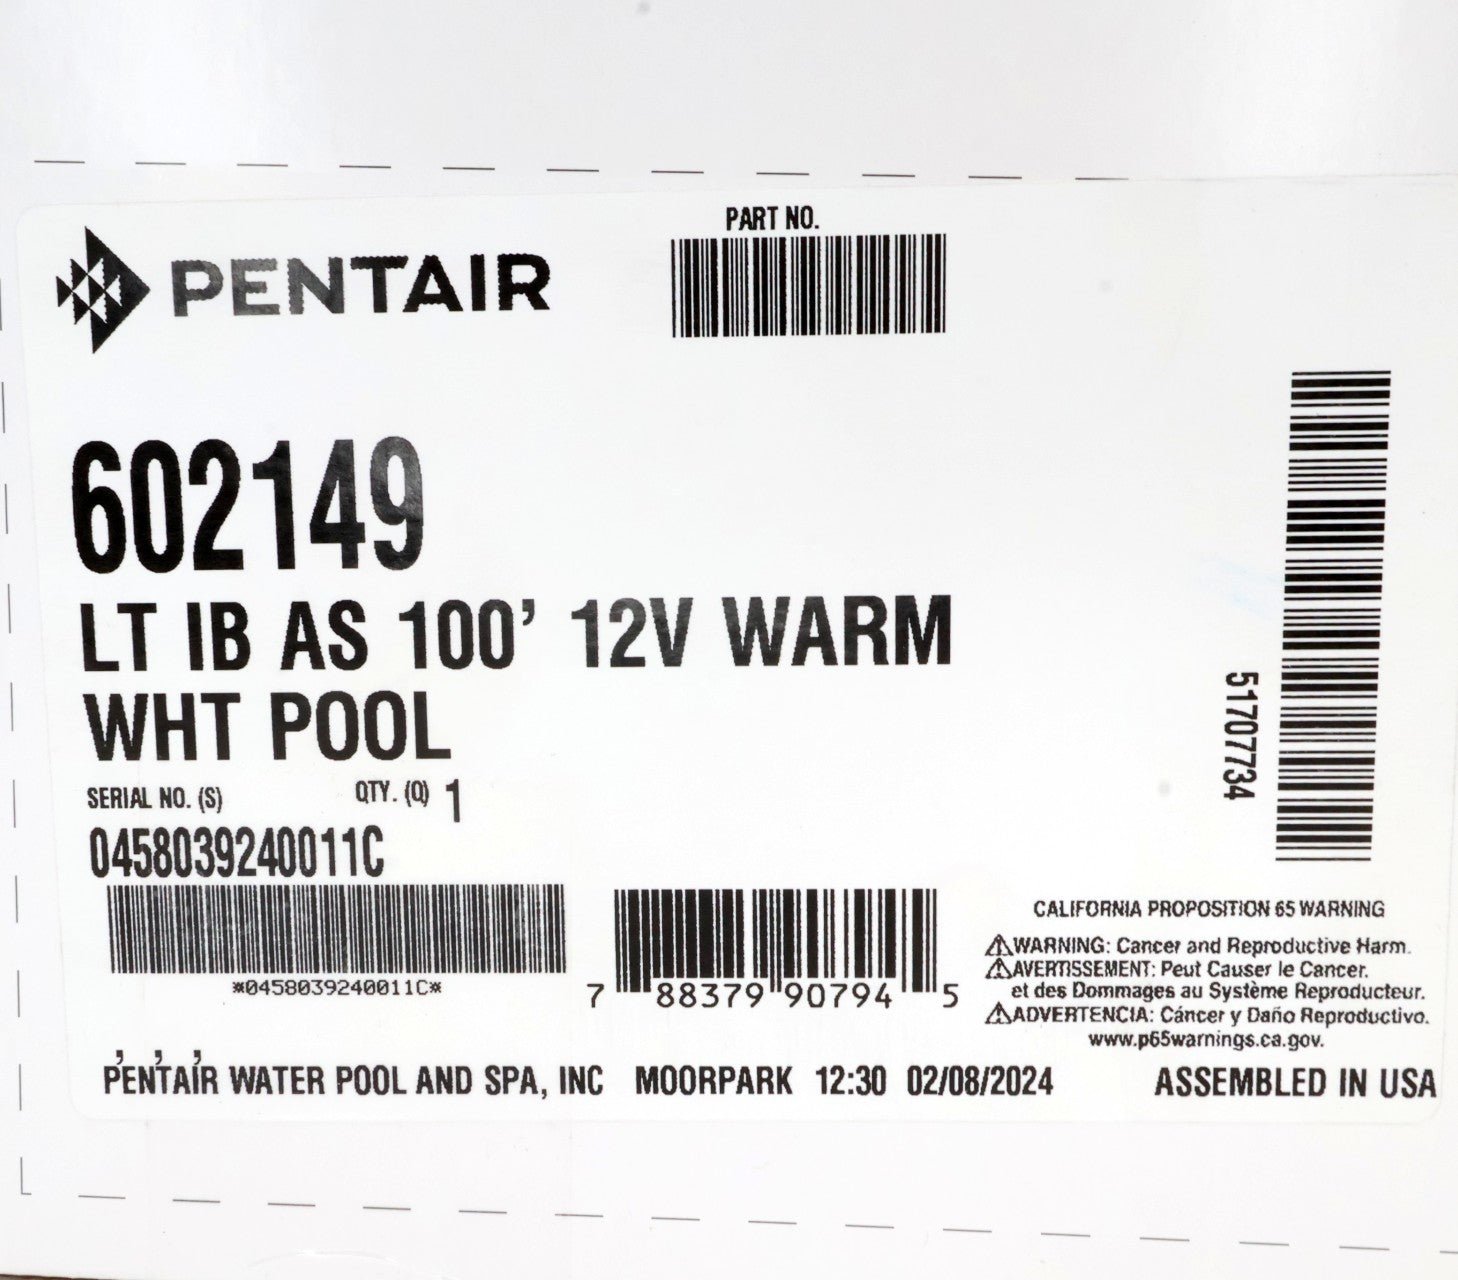 PENTAIR
PART NO.
602149
LT IB AS 100' 12V WARM
WHT POOL
SERIAL NO. (S) QTY. (Q) 1
0458039240011C
*0458039240011C*
7 88379 90794 5
51707734
CALIFORNIA PROPOSITION 65 WARNING
⚠WARNING: Cancer and Reproductive Harm.
⚠AVERTISSEMENT: Peut Causer le Cancer.
et des Dommages au Système Reproducteur.
⚠ADVERTENCIA: Cáncer y Daño Reproductivo.
www.p65warnings.ca.gov.
PENTAIR WATER POOL AND SPA, INC MOORPARK 12:30 02/08/2024 ASSEMBLED IN USA